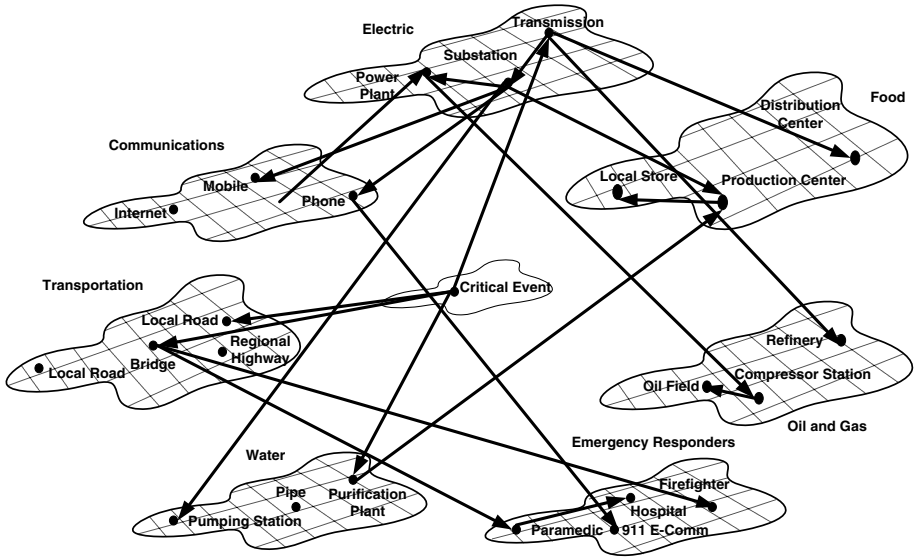 Electric
Transmission
Substation
Power
Plant
Food
Distribution
Center
Local Store
Production Center
Communications
Mobile
Internet
Phone
Transportation
Critical Event
Local Road
Regional
Highway
Bridge
Local Road
Refinery
Compressor Station
Oil Field
Oil and Gas
Water
Pipe
Purification
Plant
Pumping Station
Emergency Responders
Firefighter
Hospital
Paramedic
911 E-Comm